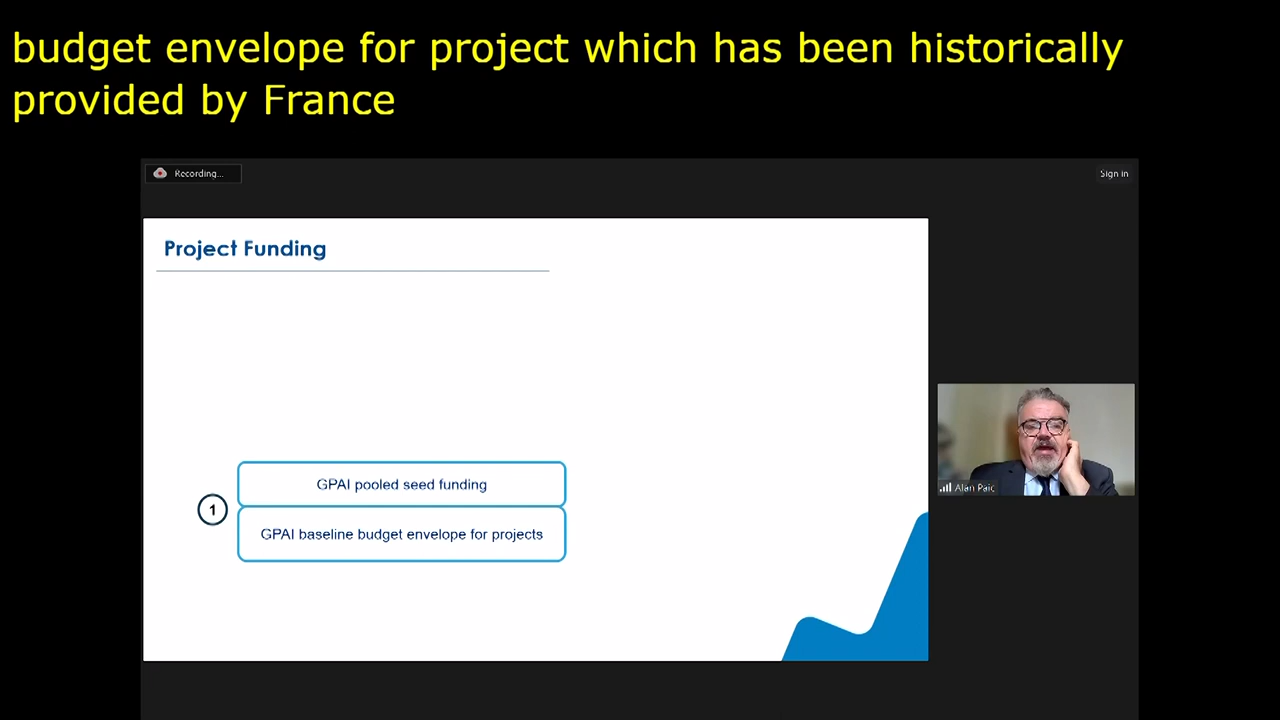 budget envelope for project which has been historically
provided by France
Recording...
Sign in
Project Funding
GPAI pooled seed funding
1
GPAI baseline budget envelope for projects
Alan Paic